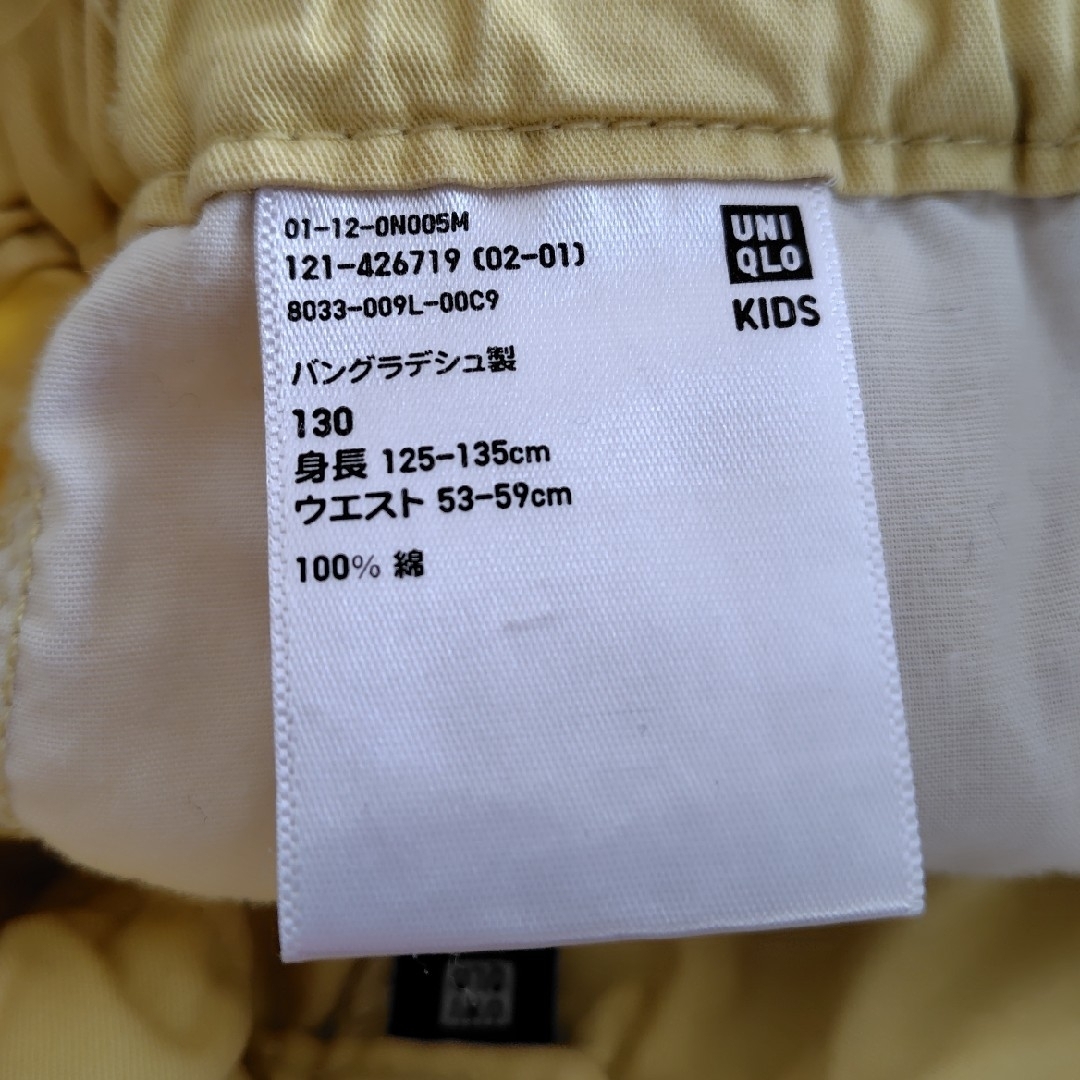 01-12-0N005M
121-426719 (02-01)
8033-009L-00C9
UNI
QLO
KIDS
バングラデシュ製
130
身長 125-135cm
ウエスト 53-59cm
100% 綿